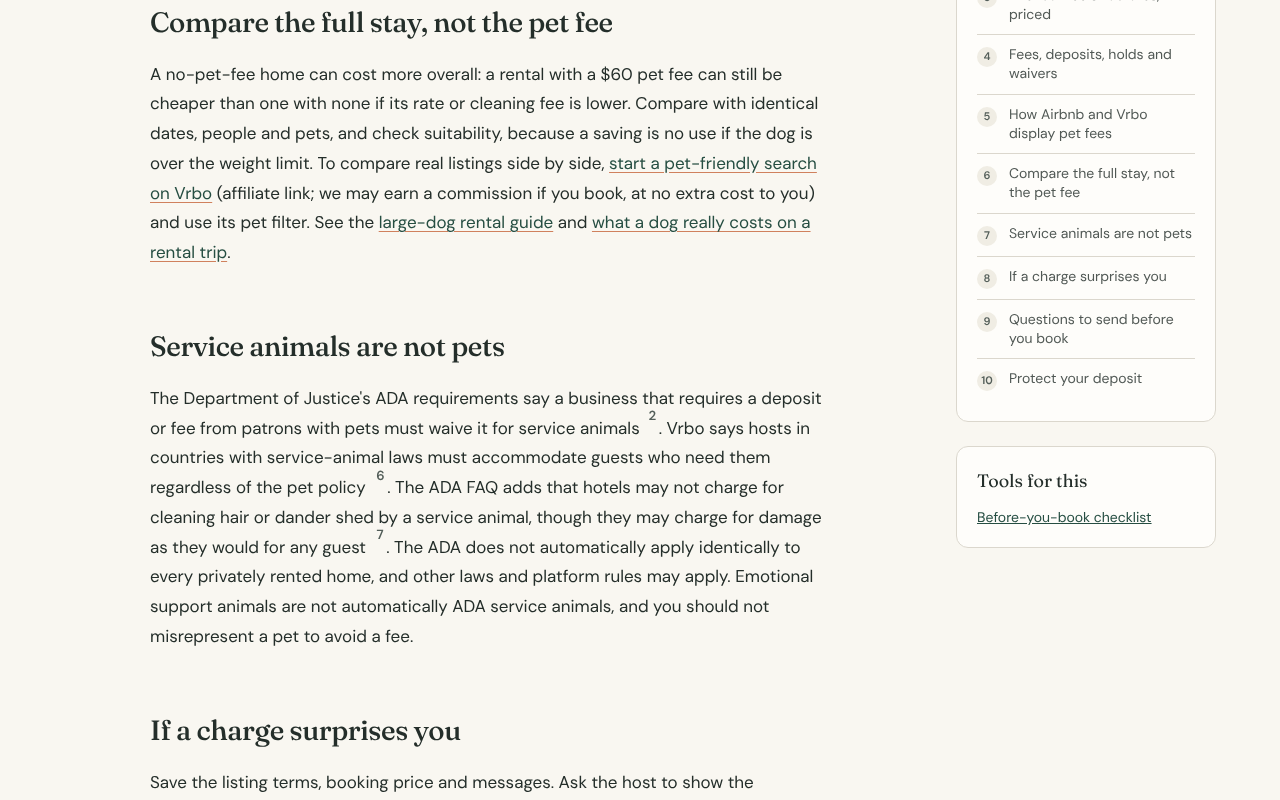 Compare the full stay, not the pet fee
A no-pet-fee home can cost more overall: a rental with a $60 pet fee can still be
cheaper than one with none if its rate or cleaning fee is lower. Compare with identical
dates, people and pets, and check suitability, because a saving is no use if the dog is
over the weight limit. To compare real listings side by side, start a pet-friendly search
on Vrbo (affiliate link; we may earn a commission if you book, at no extra cost to you)
and use its pet filter. See the large-dog rental guide and what a dog really costs on a
rental trip.
Service animals are not pets
The Department of Justice's ADA requirements say a business that requires a deposit
or fee from patrons with pets must waive it for service animals 2. Vrbo says hosts in
countries with service-animal laws must accommodate guests who need them
regardless of the pet policy 6. The ADA FAQ adds that hotels may not charge for
cleaning hair or dander shed by a service animal, though they may charge for damage
as they would for any guest 7. The ADA does not automatically apply identically to
every privately rented home, and other laws and platform rules may apply. Emotional
support animals are not automatically ADA service animals, and you should not
misrepresent a pet to avoid a fee.
If a charge surprises you
Save the listing terms, booking price and messages. Ask the host to show the
priced
4 Fees, deposits, holds and
waivers
5 How Airbnb and Vrbo
display pet fees
6 Compare the full stay, not
the pet fee
7 Service animals are not pets
8 If a charge surprises you
9 Questions to send before
you book
10 Protect your deposit
Tools for this
Before-you-book checklist